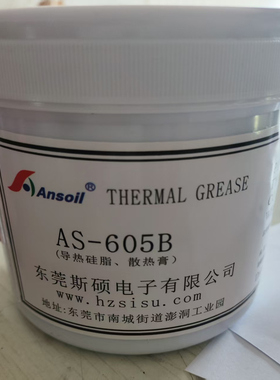 Ansoil®
THERMAL GREASE
AS-605B
(导热硅脂、散热膏)
东莞斯硕电子有限公司
www.hzsisu.com
地址:东莞市南城街道澎洞工业园